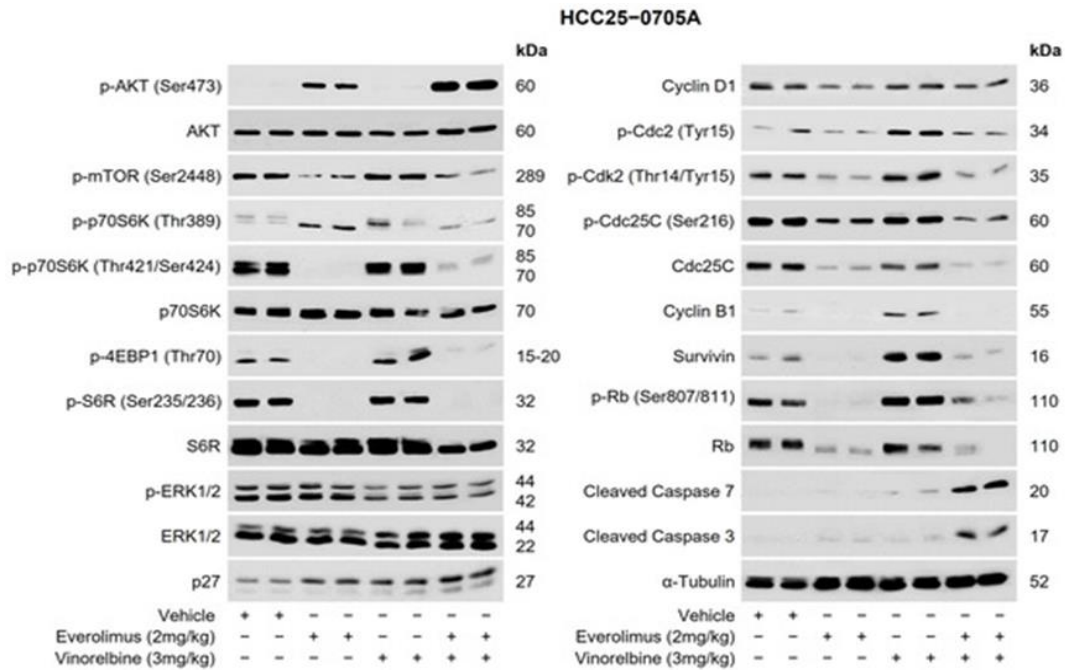 HCC25-0705A
kDa
p-AKT (Ser473) 60
AKT 60
p-mTOR (Ser2448) 289
p-p70S6K (Thr389) 85
70
p-p70S6K (Thr421/Ser424) 85
70
p70S6K 70
p-4EBP1 (Thr70) 15-20
p-S6R (Ser235/236) 32
S6R 32
p-ERK1/2 44
42
ERK1/2 44
22
p27 27
Vehicle + + − − − − − −
Everolimus (2mg/kg) − − + + − − + +
Vinorelbine (3mg/kg) − − − − + + + +
kDa
Cyclin D1 36
p-Cdc2 (Tyr15) 34
p-Cdk2 (Thr14/Tyr15) 35
p-Cdc25C (Ser216) 60
Cdc25C 60
Cyclin B1 55
Survivin 16
p-Rb (Ser807/811) 110
Rb 110
Cleaved Caspase 7 20
Cleaved Caspase 3 17
α-Tubulin 52
Vehicle + + − − − − − −
Everolimus (2mg/kg) − − + + − − + +
Vinorelbine (3mg/kg) − − − − + + + +